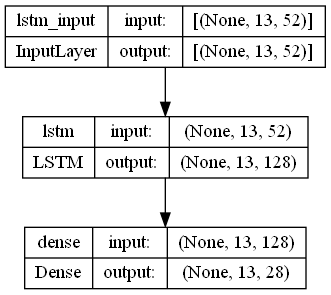 lstm_input input: [(None, 13, 52)]
InputLayer output: [(None, 13, 52)]
lstm input: (None, 13, 52)
LSTM output: (None, 13, 128)
dense input: (None, 13, 128)
Dense output: (None, 13, 28)